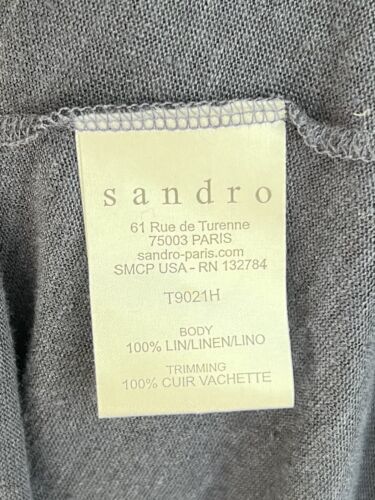 sandro
61 Rue de Turenne
75003 PARIS
sandro-paris.com
SMCP USA - RN 132784
T9021H
BODY
100% LIN/LINEN/LINO
TRIMMING
100% CUIR VACHETTE